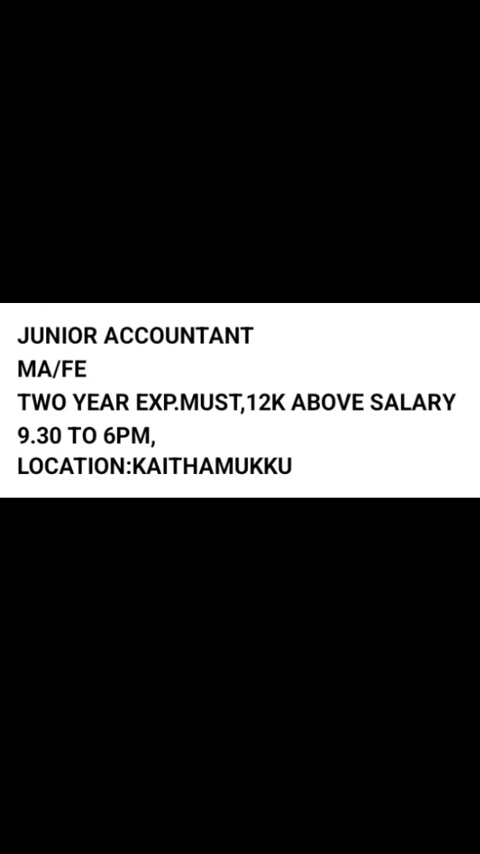 JUNIOR ACCOUNTANT
MA/FE
TWO YEAR EXP.MUST,12K ABOVE SALARY
9.30 TO 6PM,
LOCATION:KAITHAMUKKU